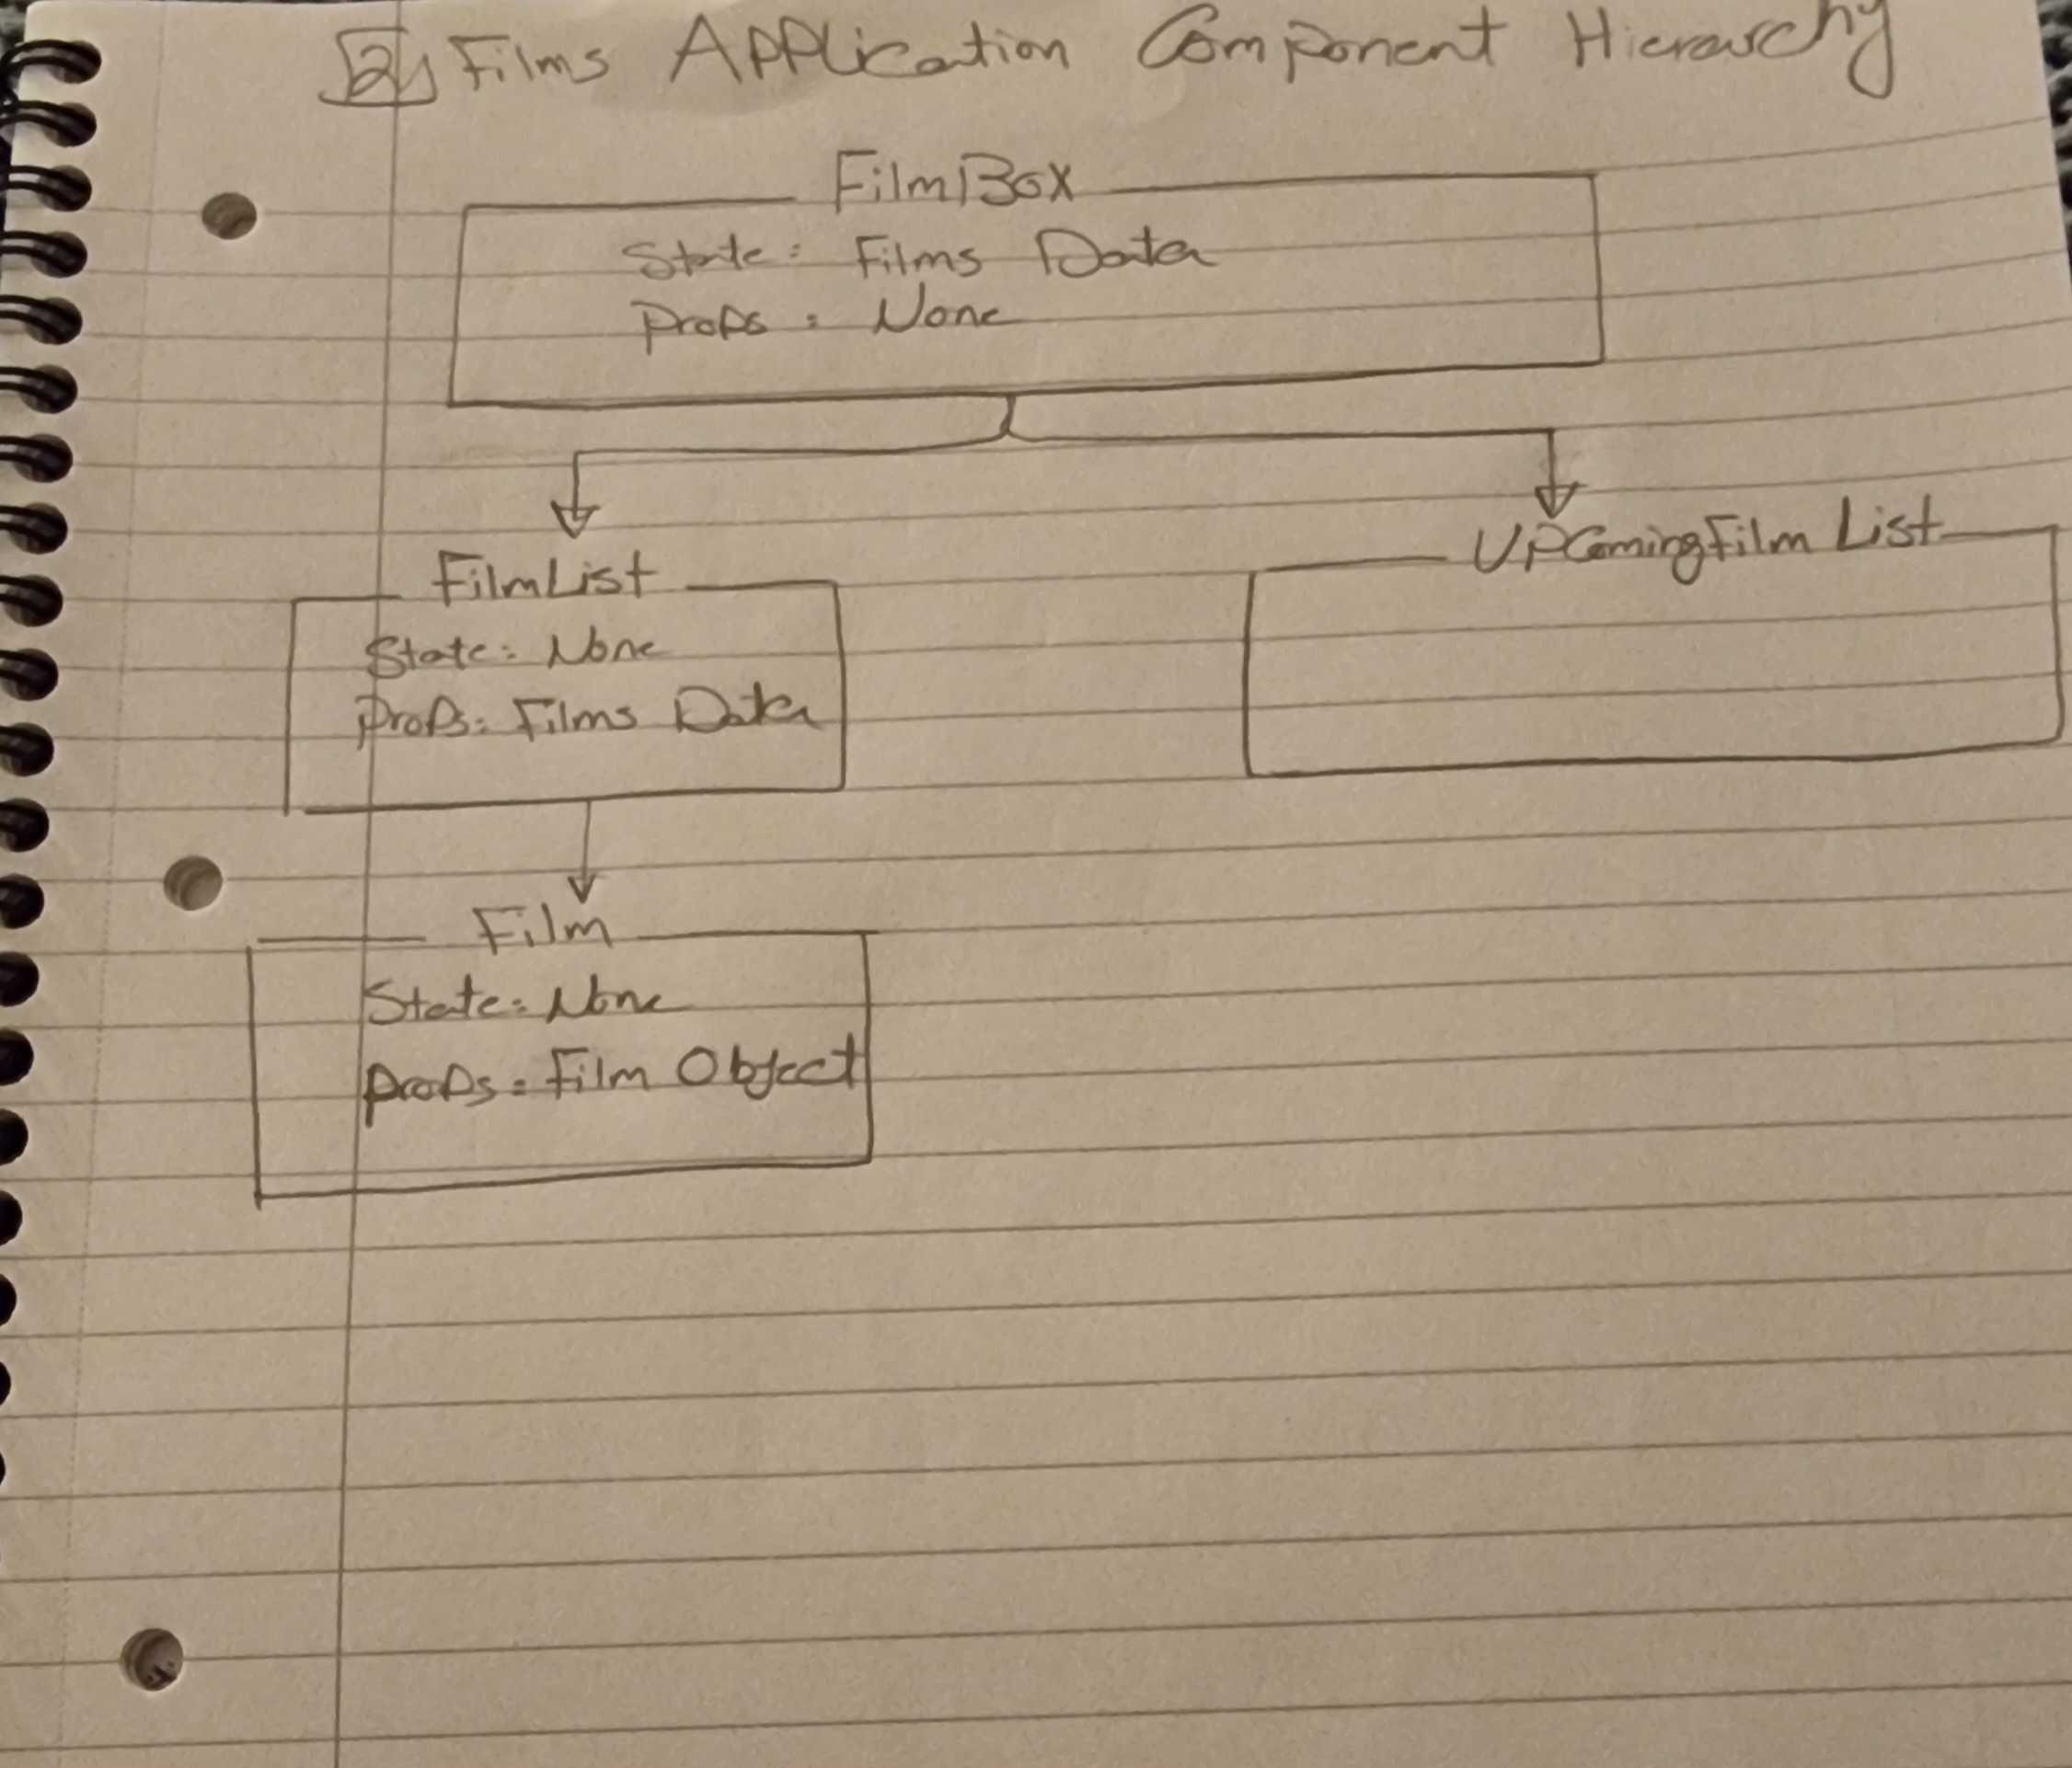 2) Films Application Component Hierarchy
FilmBox
State: Films Data
Props: None
FilmList
State: None
Props: Films Data
UpcomingFilm List
Film
State: None
Props: Film Object